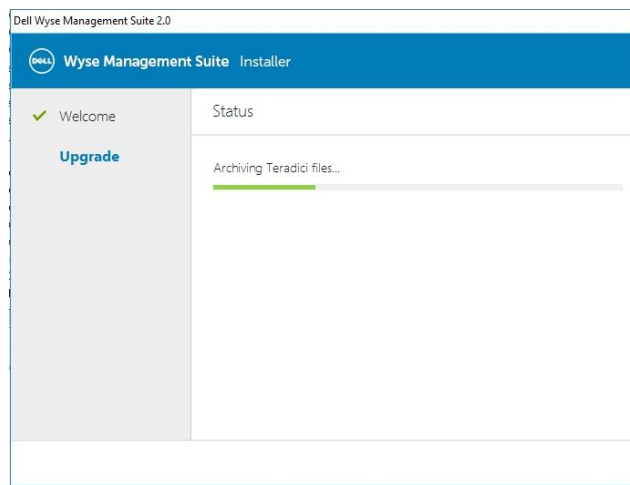 Dell Wyse Management Suite 2.0
DELL Wyse Management Suite Installer
Welcome
Status
Upgrade
Archiving Teradici files...